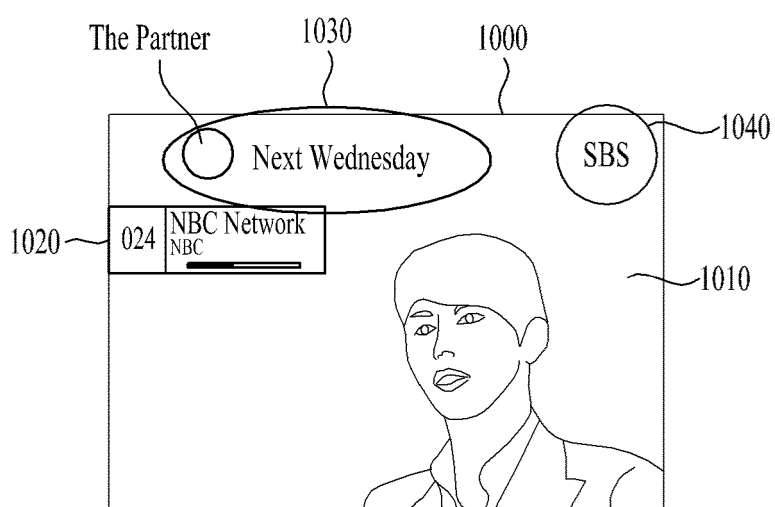 The Partner
1030
1000
1040
Next Wednesday
SBS
1020
024
NBC Network
NBC
1010